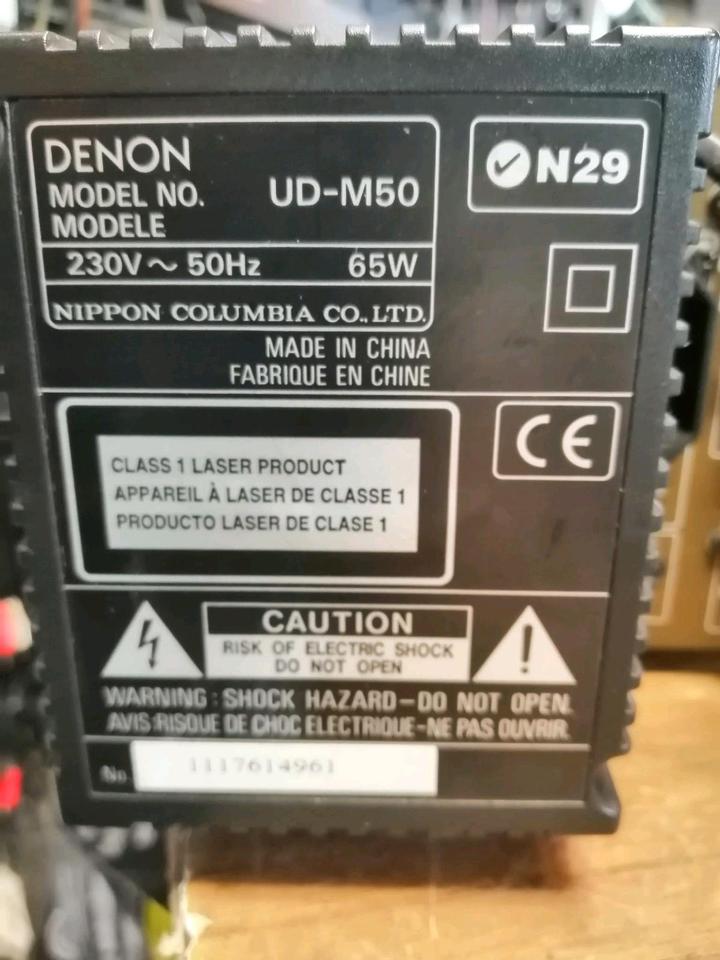 DENON
MODEL NO. UD-M50
MODELE
230V～ 50Hz 65W
NIPPON COLUMBIA CO.,LTD.
MADE IN CHINA
FABRIQUE EN CHINE
N29
CE
CLASS 1 LASER PRODUCT
APPAREIL À LASER DE CLASSE 1
PRODUCTO LASER DE CLASE 1
CAUTION
RISK OF ELECTRIC SHOCK
DO NOT OPEN
WARNING : SHOCK HAZARD–DO NOT OPEN.
AVIS:RISQUE DE CHOC ELECTRIQUE-NE PAS OUVRIR.
No. 1117614961